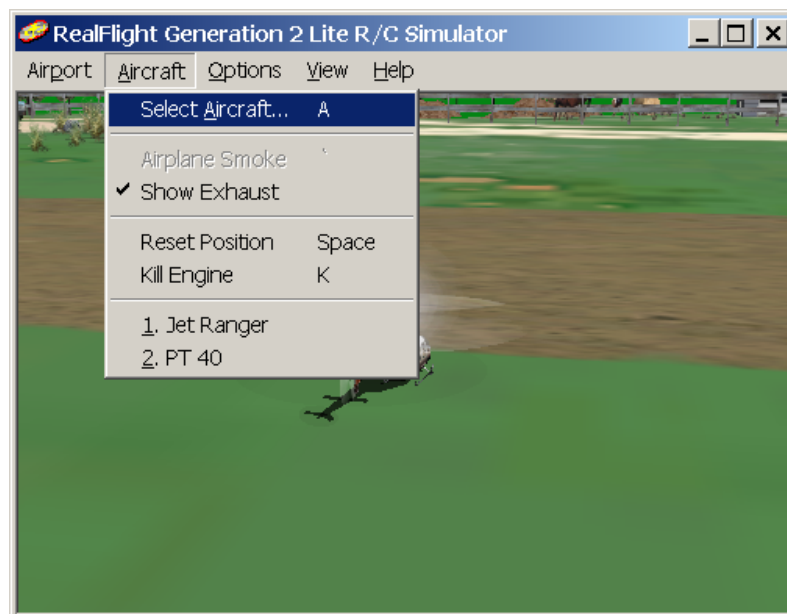 RealFlight Generation 2 Lite R/C Simulator
Airport Aircraft Options View Help
Select Aircraft... A
Airplane Smoke `
✔ Show Exhaust
Reset Position Space
Kill Engine K
1. Jet Ranger
2. PT 40